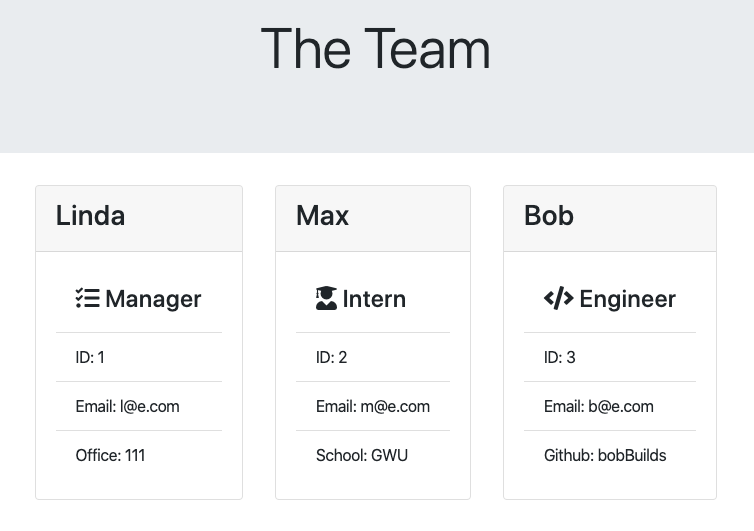 The Team
Linda
Manager
ID: 1
Email: l@e.com
Office: 111
Max
Intern
ID: 2
Email: m@e.com
School: GWU
Bob
Engineer
ID: 3
Email: b@e.com
Github: bobBuilds